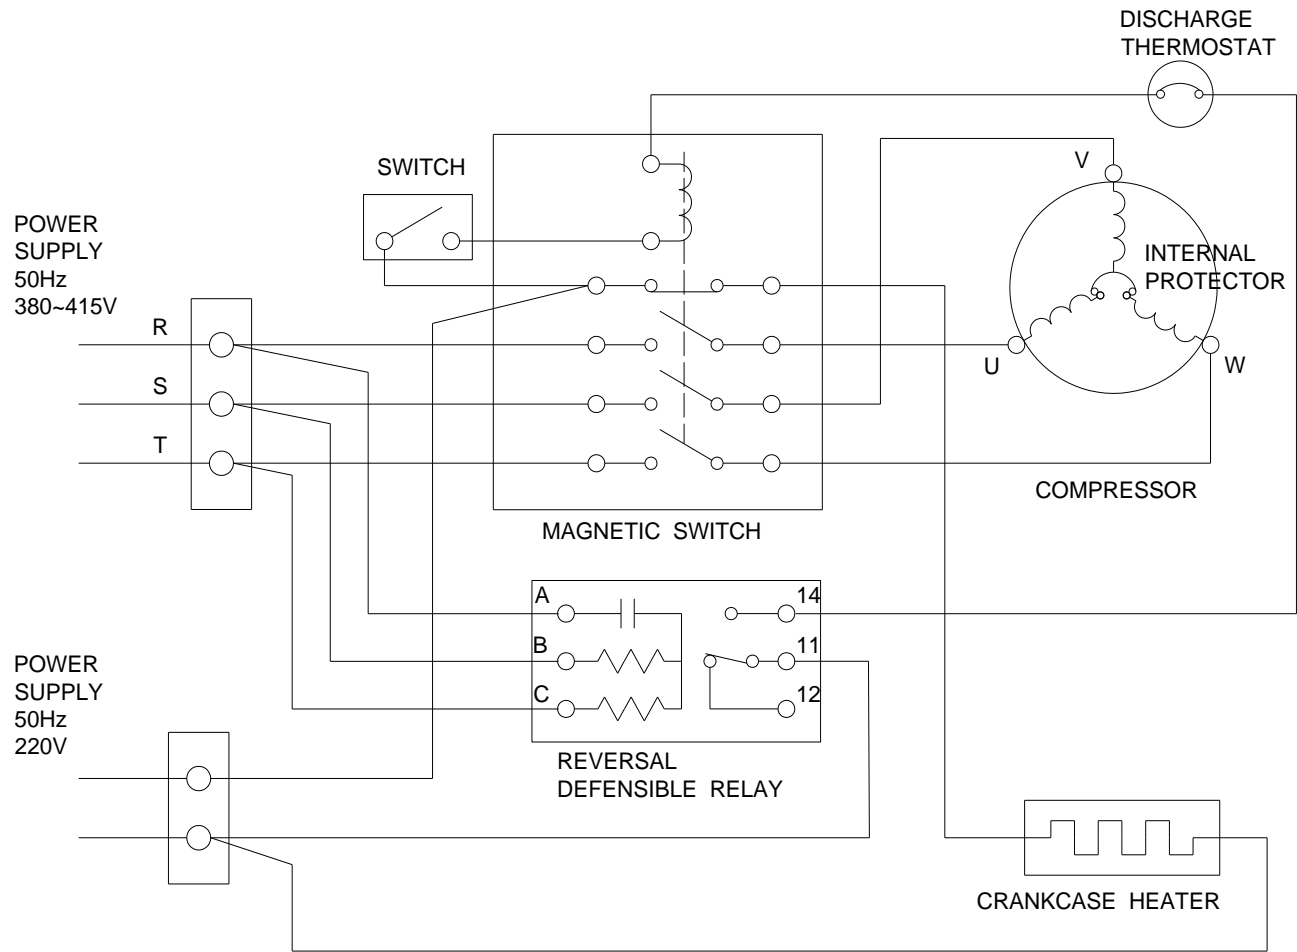 DISCHARGE
THERMOSTAT
SWITCH
V
POWER
SUPPLY
50Hz
380~415V
INTERNAL
PROTECTOR
R
U
W
S
T
COMPRESSOR
MAGNETIC SWITCH
A
14
B
11
C
12
POWER
SUPPLY
50Hz
220V
REVERSAL
DEFENSIBLE RELAY
CRANKCASE HEATER